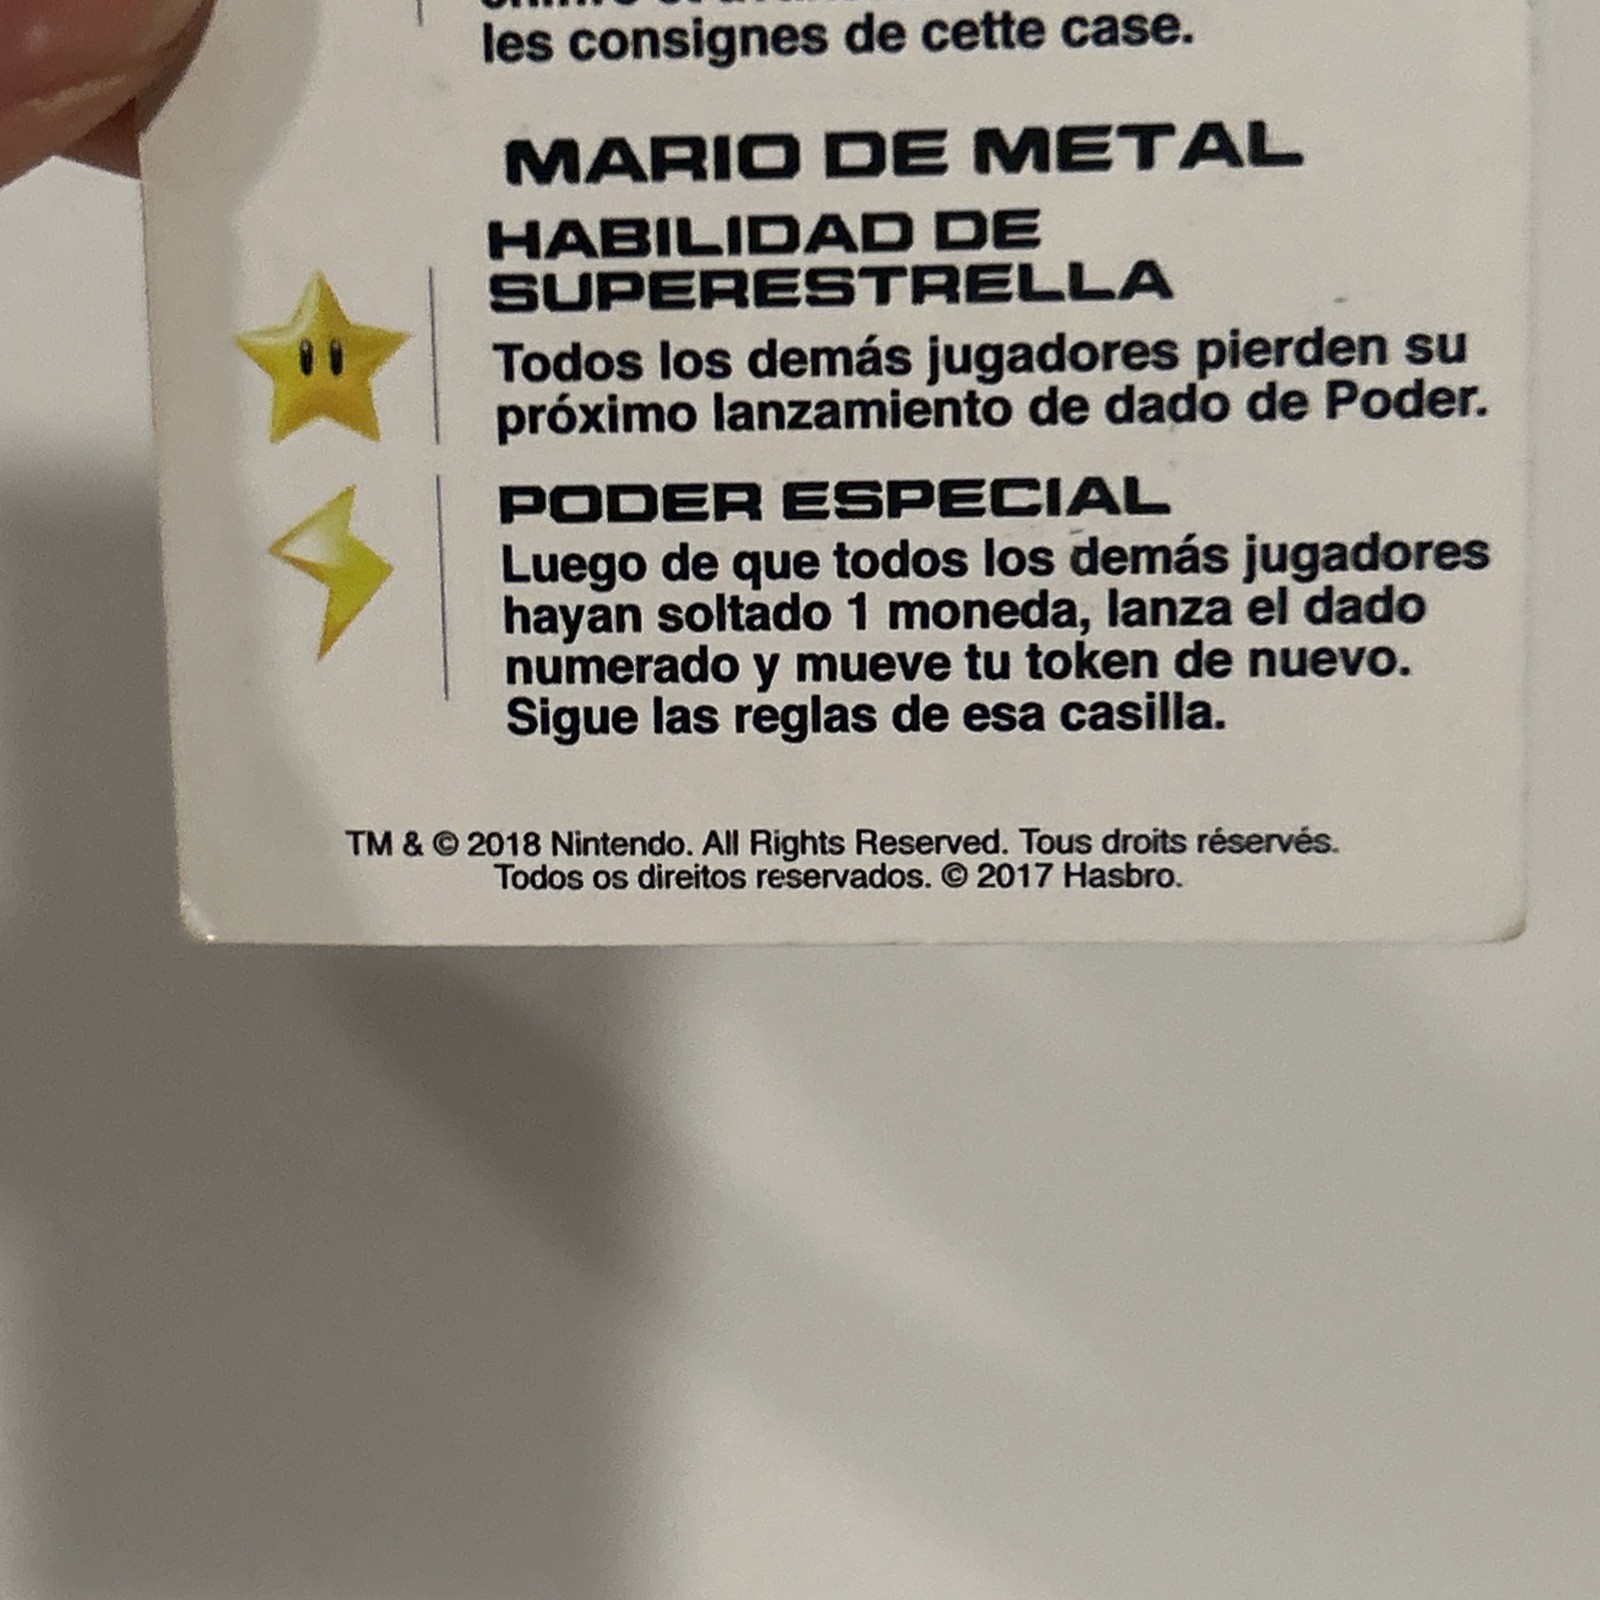 les consignes de cette case.
MARIO DE METAL
HABILIDAD DE
SUPERESTRELLA
Todos los demás jugadores pierden su
próximo lanzamiento de dado de Poder.
PODER ESPECIAL
Luego de que todos los demás jugadores
hayan soltado 1 moneda, lanza el dado
numerado y mueve tu token de nuevo.
Sigue las reglas de esa casilla.
TM & © 2018 Nintendo. All Rights Reserved. Tous droits réservés.
Todos os direitos reservados. © 2017 Hasbro.